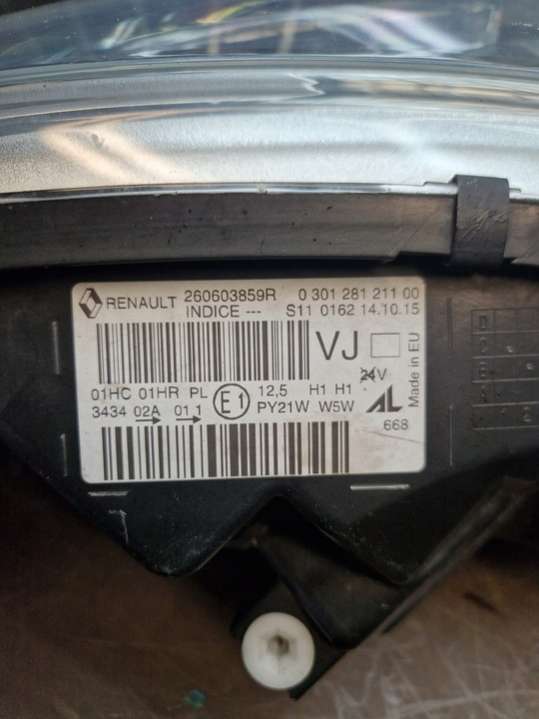 RENAULT 260603859R 0 301 281 211 00
INDICE --- S11 0162 14.10.15
VJ
24V
Made in EU
01HC 01HR PL E1 12,5 H1 H1
3434 02A 01 1 PY21W W5W AL
668